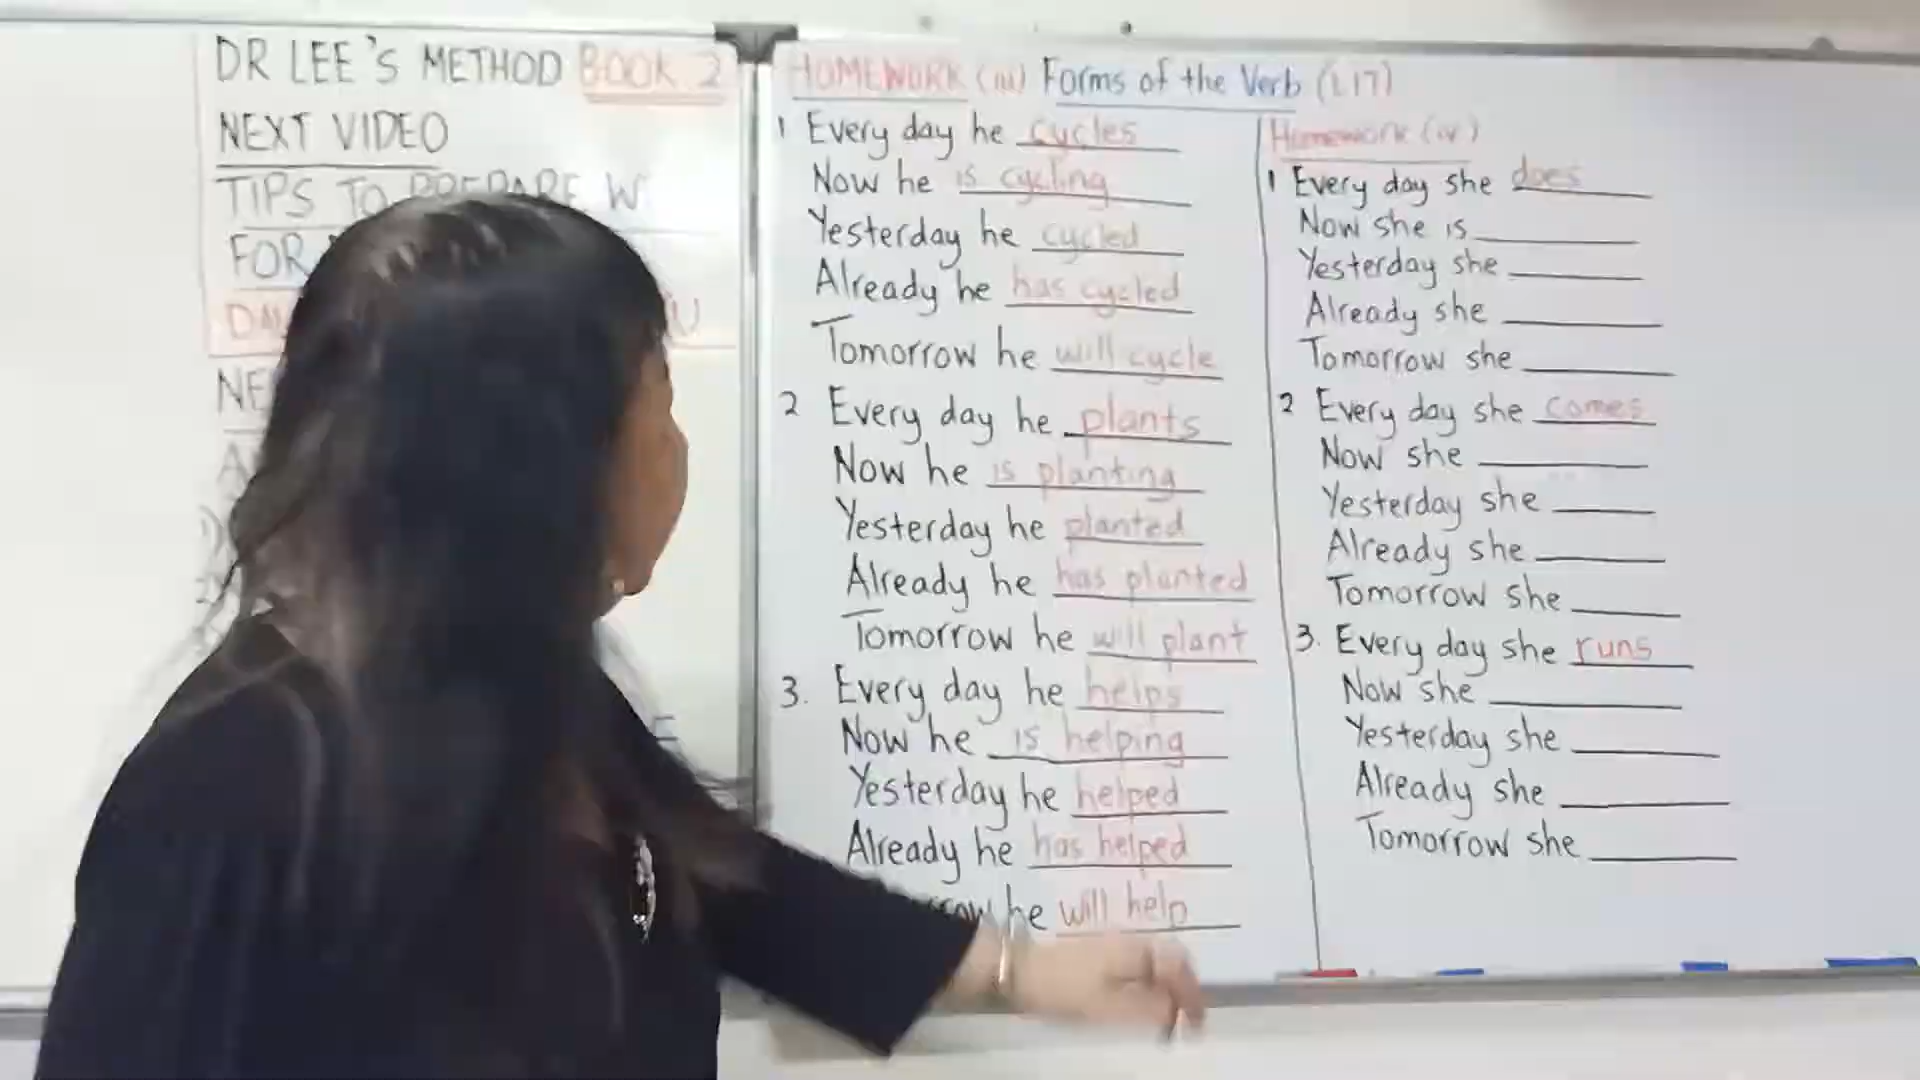 DR LEE'S METHOD BOOK 2
NEXT VIDEO
TIPS TO PREPARE W
FOR
DA
NE
A
1)
2)
E
HOMEWORK (iii) Forms of the Verb (L17)
1 Every day he cycles
Now he is cycling
Yesterday he cycled
Already he has cycled
Tomorrow he will cycle
2 Every day he plants
Now he is planting
Yesterday he planted
Already he has planted
Tomorrow he will plant
3. Every day he helps
Now he is helping
Yesterday he helped
Already he has helped
he will help
Homework (iv)
1 Every day she does
Now she is
Yesterday she
Already she
Tomorrow she
2 Every day she comes
Now she
Yesterday she
Already she
Tomorrow she
3. Every day she runs
Now she
Yesterday she
Already she
Tomorrow she